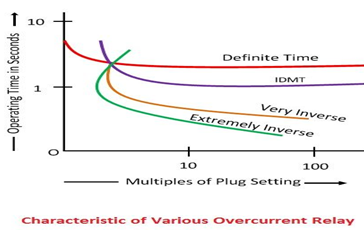 Operating Time in Seconds
10
1
0
Definite Time
IDMT
Very Inverse
Extremely Inverse
10
100
Multiples of Plug Setting
Characteristic of Various Overcurrent Relay